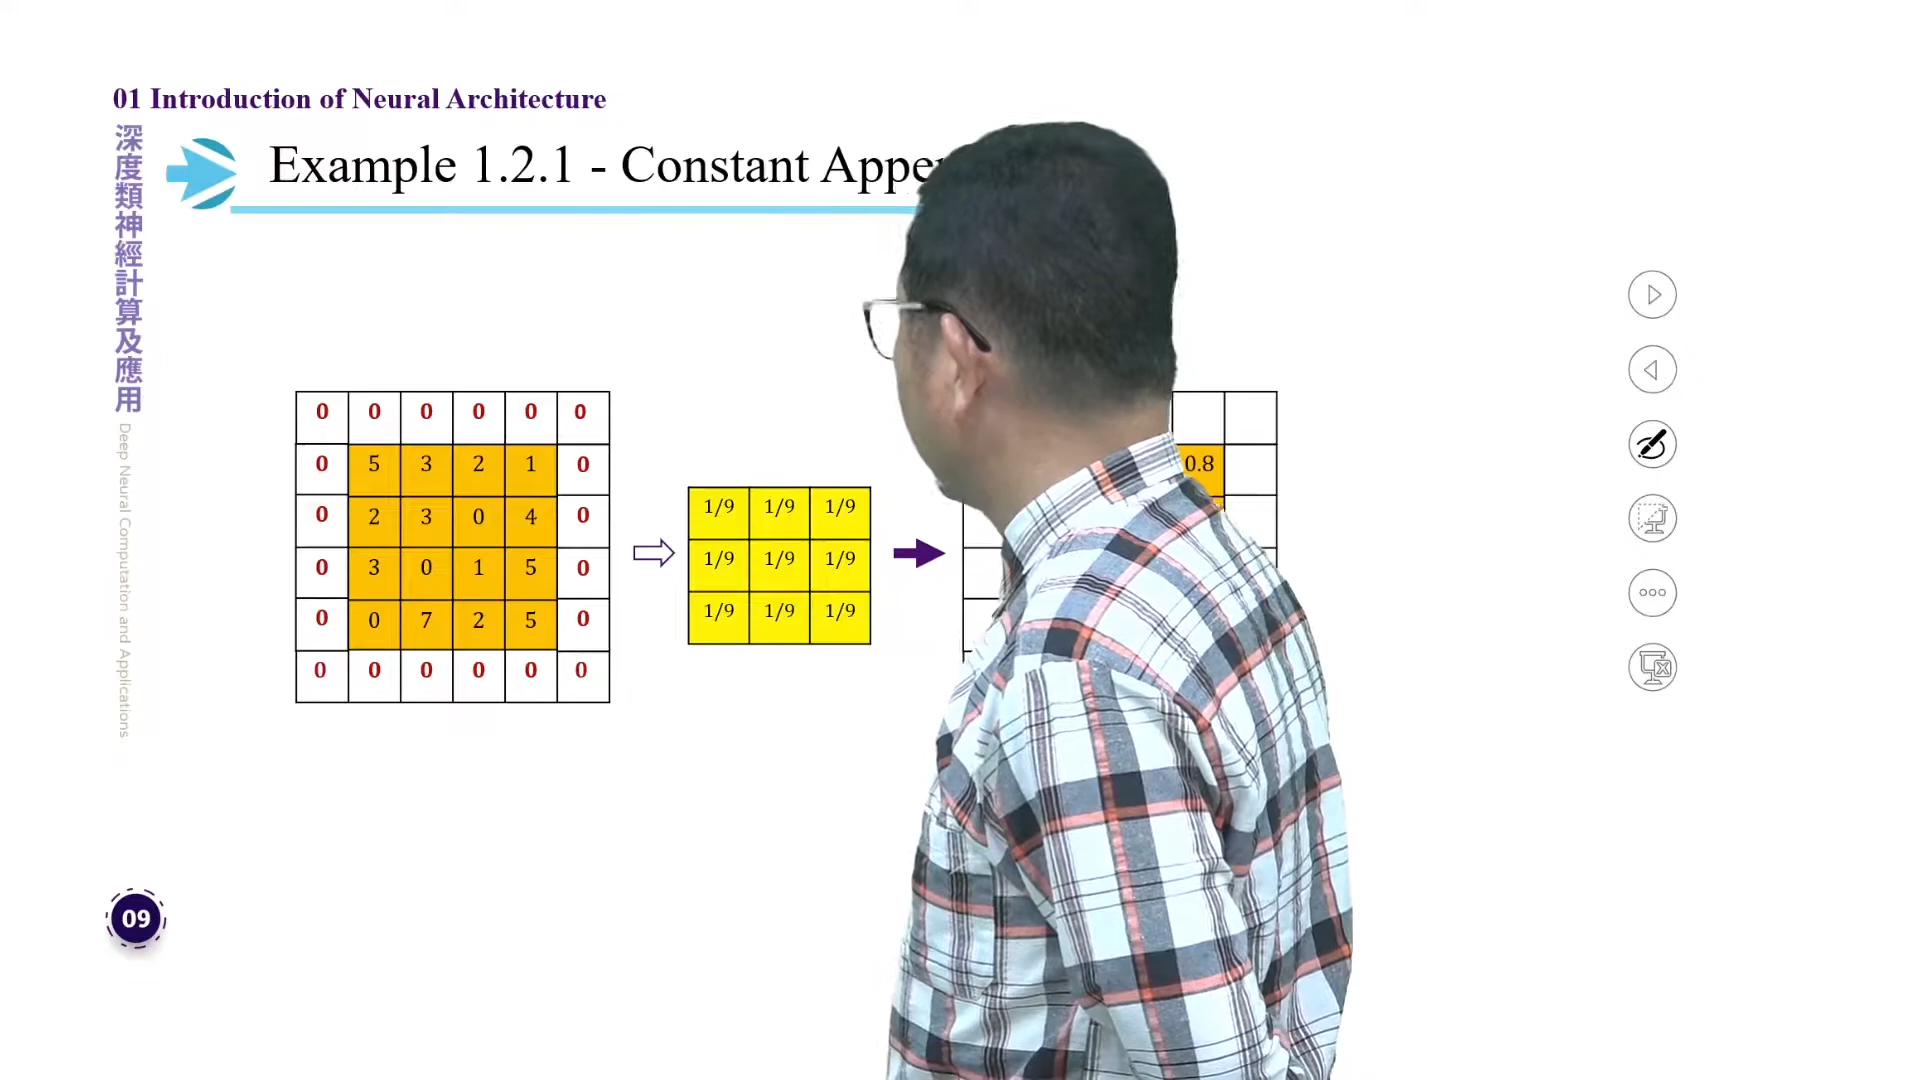 01 Introduction of Neural Architecture
深度類神經計算及應用
Deep Neural Computation and Applications
Example 1.2.1 - Constant
0 0 0 0 0 0
0 5 3 2 1 0
0 2 3 0 4 0
0 3 0 1 5 0
0 0 7 2 5 0
0 0 0 0 0 0
1/9 1/9 1/9
1/9 1/9 1/9
1/9 1/9 1/9
0.8
09